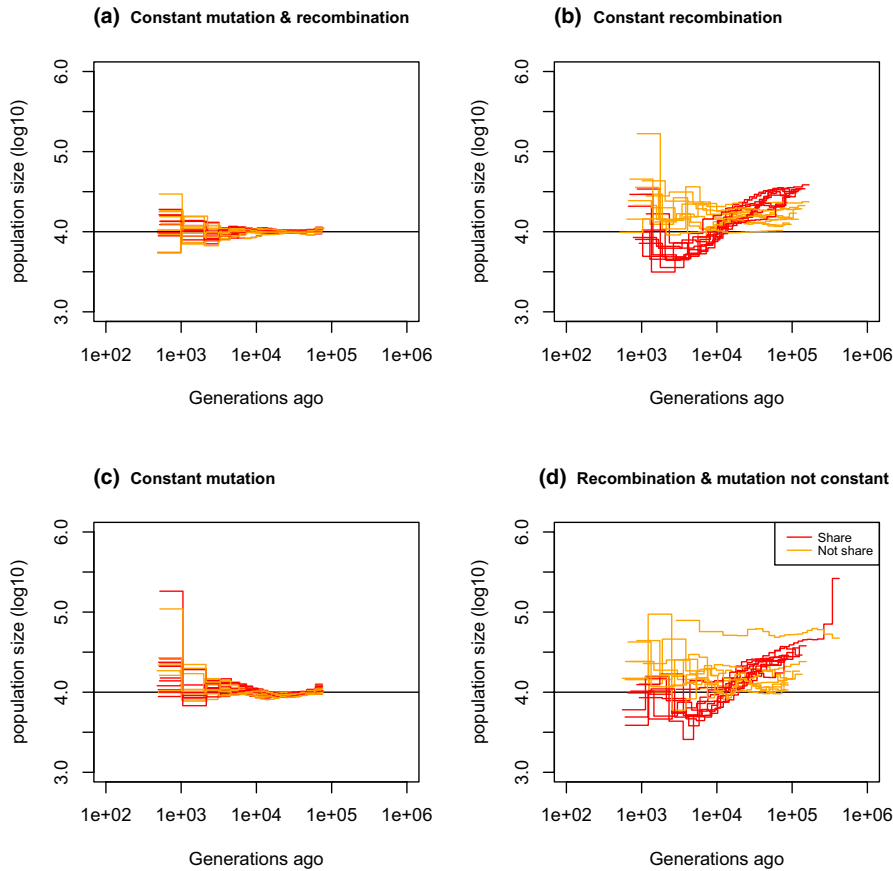 (a) Constant mutation & recombination
population size (log10)
6.0
5.0
4.0
3.0
1e+02 1e+03 1e+04 1e+05 1e+06
Generations ago
(b) Constant recombination
population size (log10)
6.0
5.0
4.0
3.0
1e+02 1e+03 1e+04 1e+05 1e+06
Generations ago
(c) Constant mutation
population size (log10)
6.0
5.0
4.0
3.0
1e+02 1e+03 1e+04 1e+05 1e+06
Generations ago
(d) Recombination & mutation not constant
Share
Not share
population size (log10)
6.0
5.0
4.0
3.0
1e+02 1e+03 1e+04 1e+05 1e+06
Generations ago